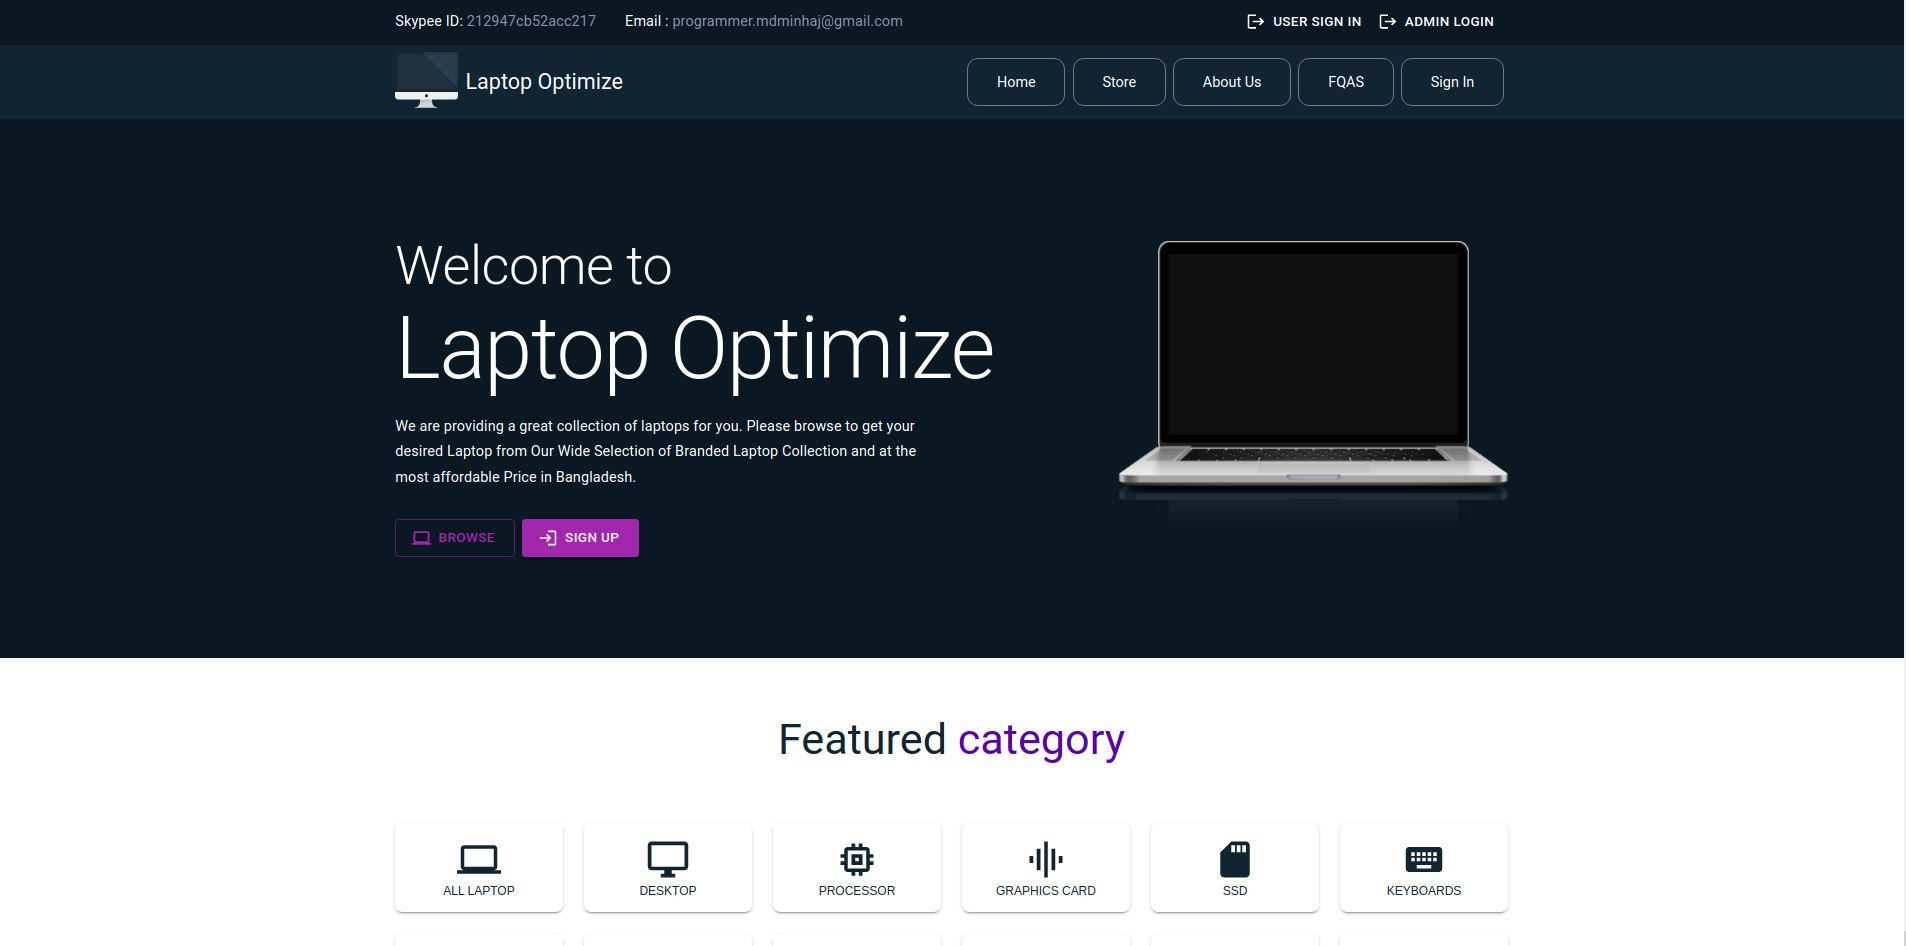 Skypee ID: 212947cb52acc217 Email : programmer.mdminhaj@gmail.com USER SIGN IN ADMIN LOGIN
Laptop Optimize Home Store About Us FQAS Sign In
Welcome to
Laptop Optimize
We are providing a great collection of laptops for you. Please browse to get your
desired Laptop from Our Wide Selection of Branded Laptop Collection and at the
most affordable Price in Bangladesh.
BROWSE SIGN UP
Featured category
ALL LAPTOP DESKTOP PROCESSOR GRAPHICS CARD SSD KEYBOARDS